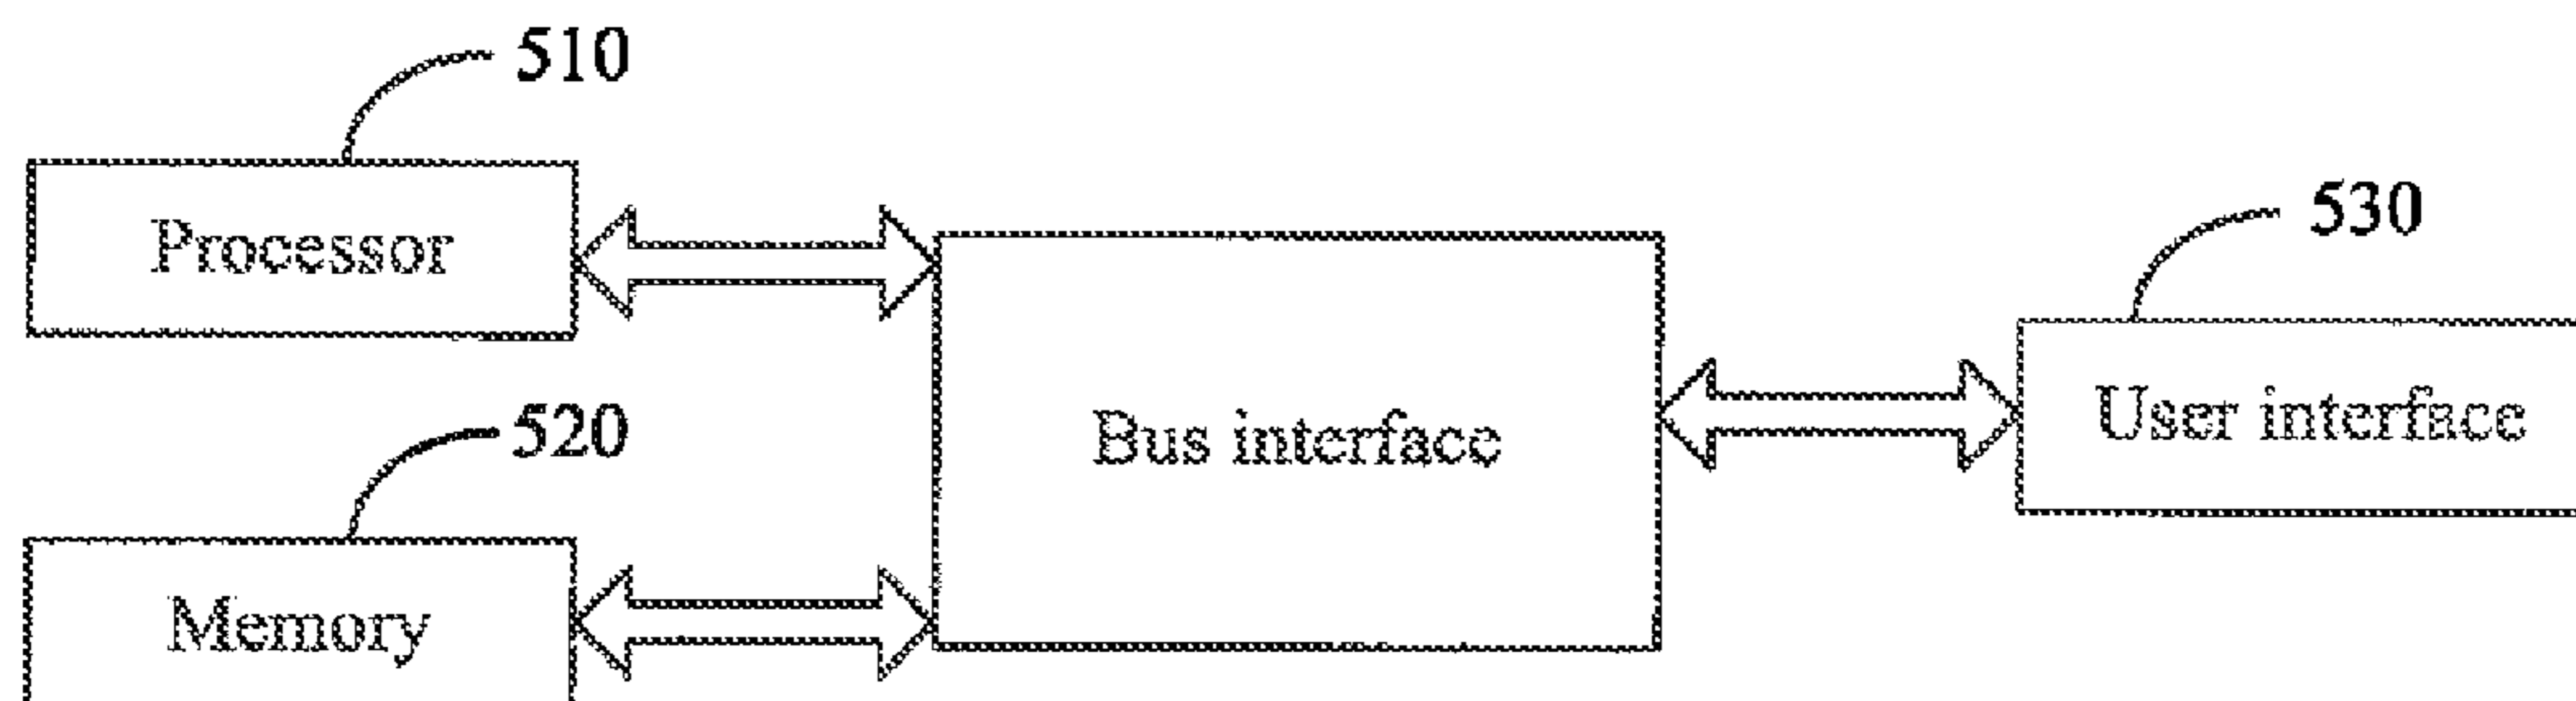 510
Processor
530
User interface
Bus interface
520
Memory